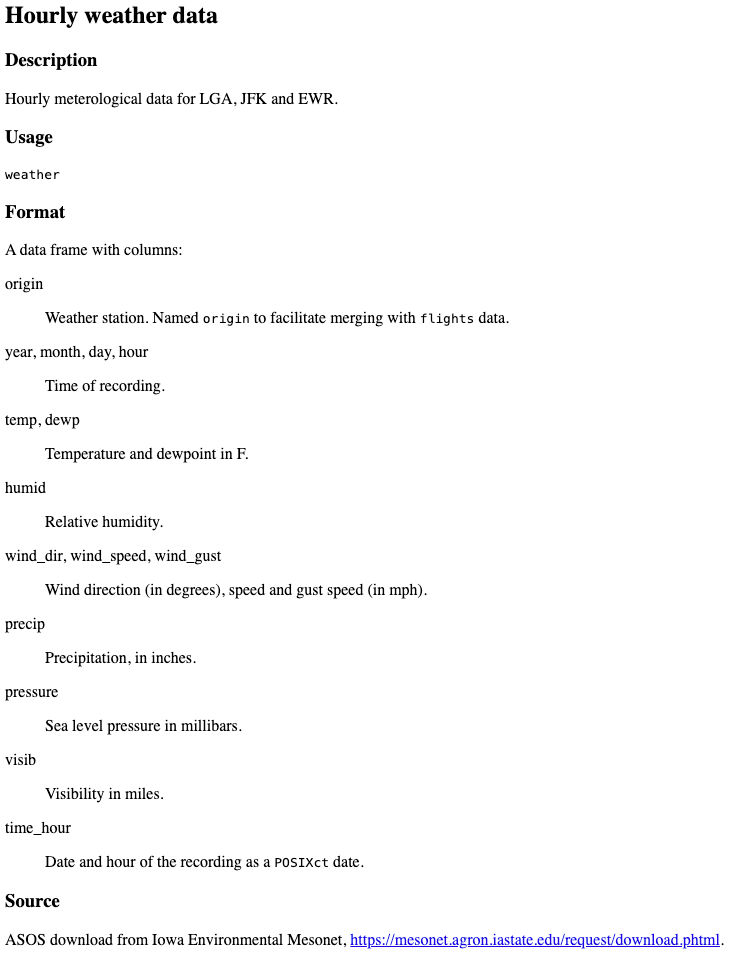 Hourly weather data
Description
Hourly meterological data for LGA, JFK and EWR.
Usage
weather
Format
A data frame with columns:
origin
Weather station. Named origin to facilitate merging with flights data.
year, month, day, hour
Time of recording.
temp, dewp
Temperature and dewpoint in F.
humid
Relative humidity.
wind_dir, wind_speed, wind_gust
Wind direction (in degrees), speed and gust speed (in mph).
precip
Precipitation, in inches.
pressure
Sea level pressure in millibars.
visib
Visibility in miles.
time_hour
Date and hour of the recording as a POSIXct date.
Source
ASOS download from Iowa Environmental Mesonet, https://mesonet.agron.iastate.edu/request/download.phtml.